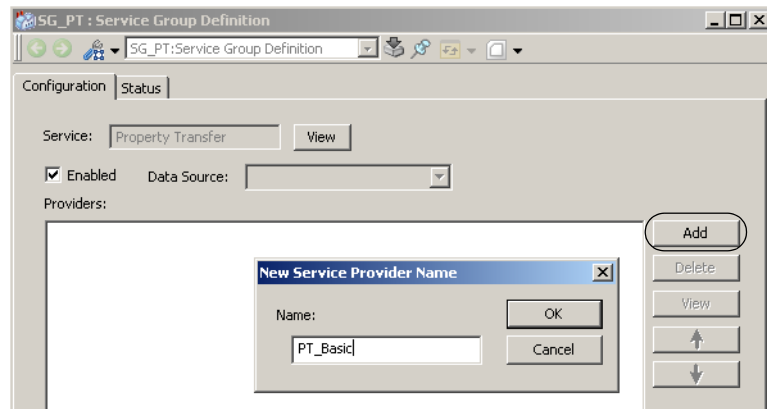 SG_PT : Service Group Definition
SG_PT:Service Group Definition
Configuration
Status
Service:
Property Transfer
View
Enabled
Data Source:
Providers:
Add
Delete
View
New Service Provider Name
Name:
PT_Basic
OK
Cancel